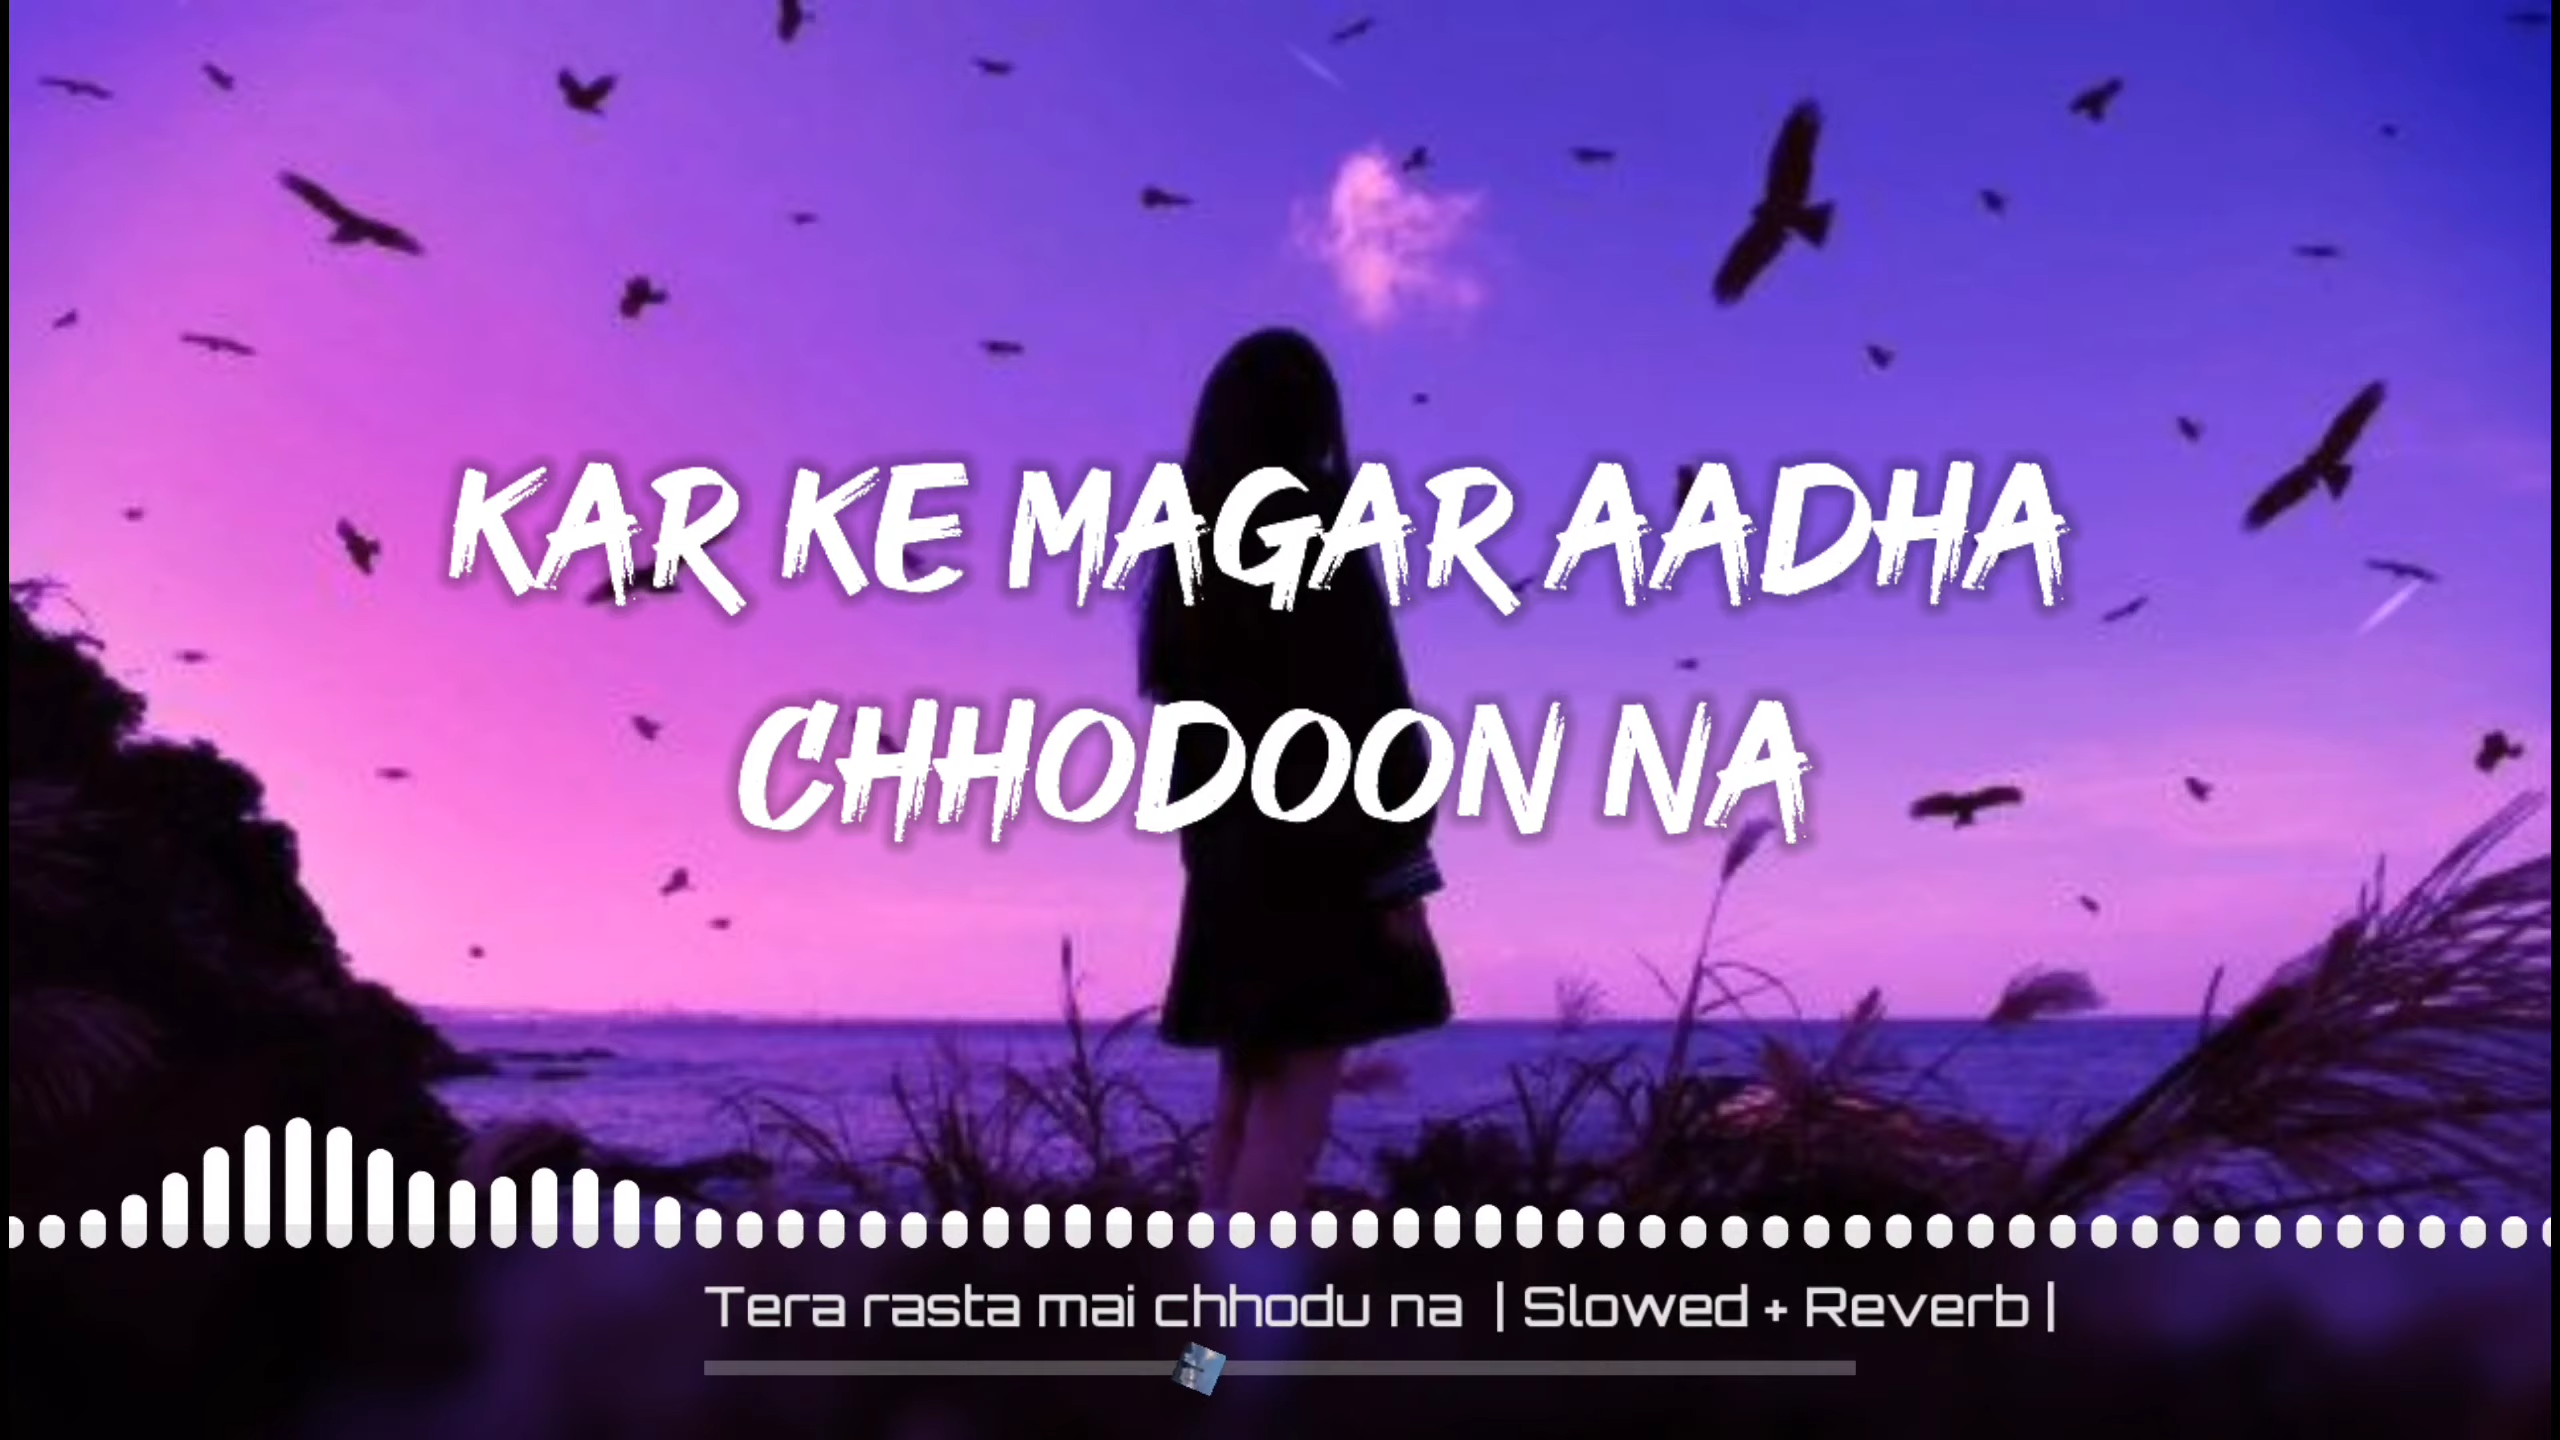 KAR KE MAGAR AADHA
CHHODOON NA
Tera rasta mai chhodu na | Slowed + Reverb |